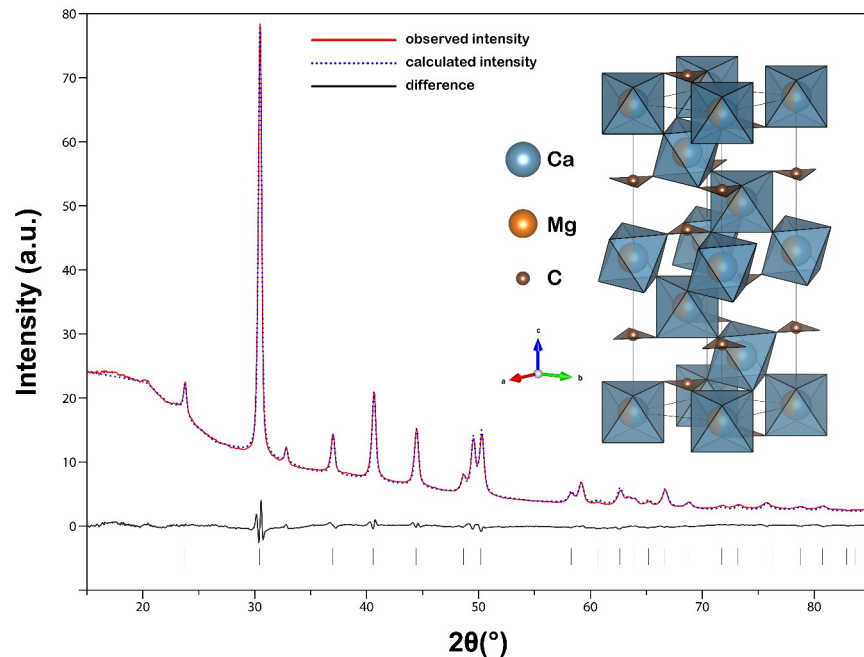 80
70
60
50
40
30
20
10
0
Intensity (a.u.)
observed intensity
calculated intensity
difference
Ca
Mg
C
c
a
b
20
30
40
50
60
70
80
2θ(°)